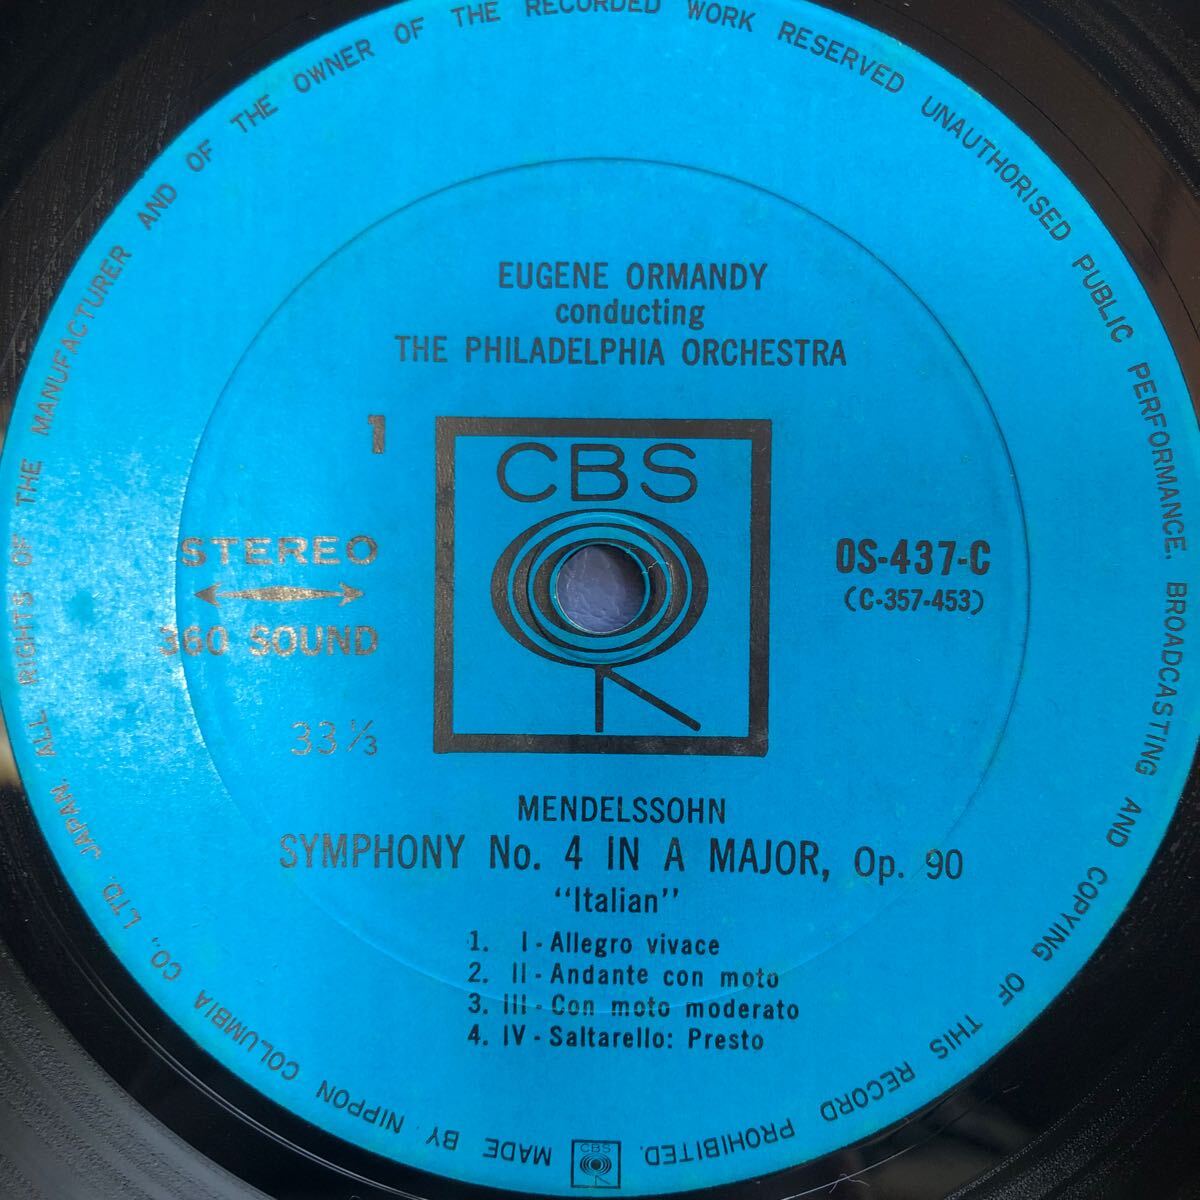 EUGENE ORMANDY
conducting
THE PHILADELPHIA ORCHESTRA
1
CBS
STEREO
360 SOUND
33 1/3
OS-437-C
(C-357-453)
MENDELSSOHN
SYMPHONY No. 4 IN A MAJOR, Op. 90
"Italian"
1. I - Allegro vivace
2. II - Andante con moto
3. III - Con moto moderato
4. IV - Saltarello: Presto
MADE BY NIPPON COLUMBIA CO., LTD. JAPAN. ALL RIGHTS OF THE MANUFACTURER AND OF THE OWNER OF THE RECORDED WORK RESERVED UNAUTHORISED PUBLIC PERFORMANCE, BROADCASTING AND COPYING OF THIS RECORD PROHIBITED.
CBS